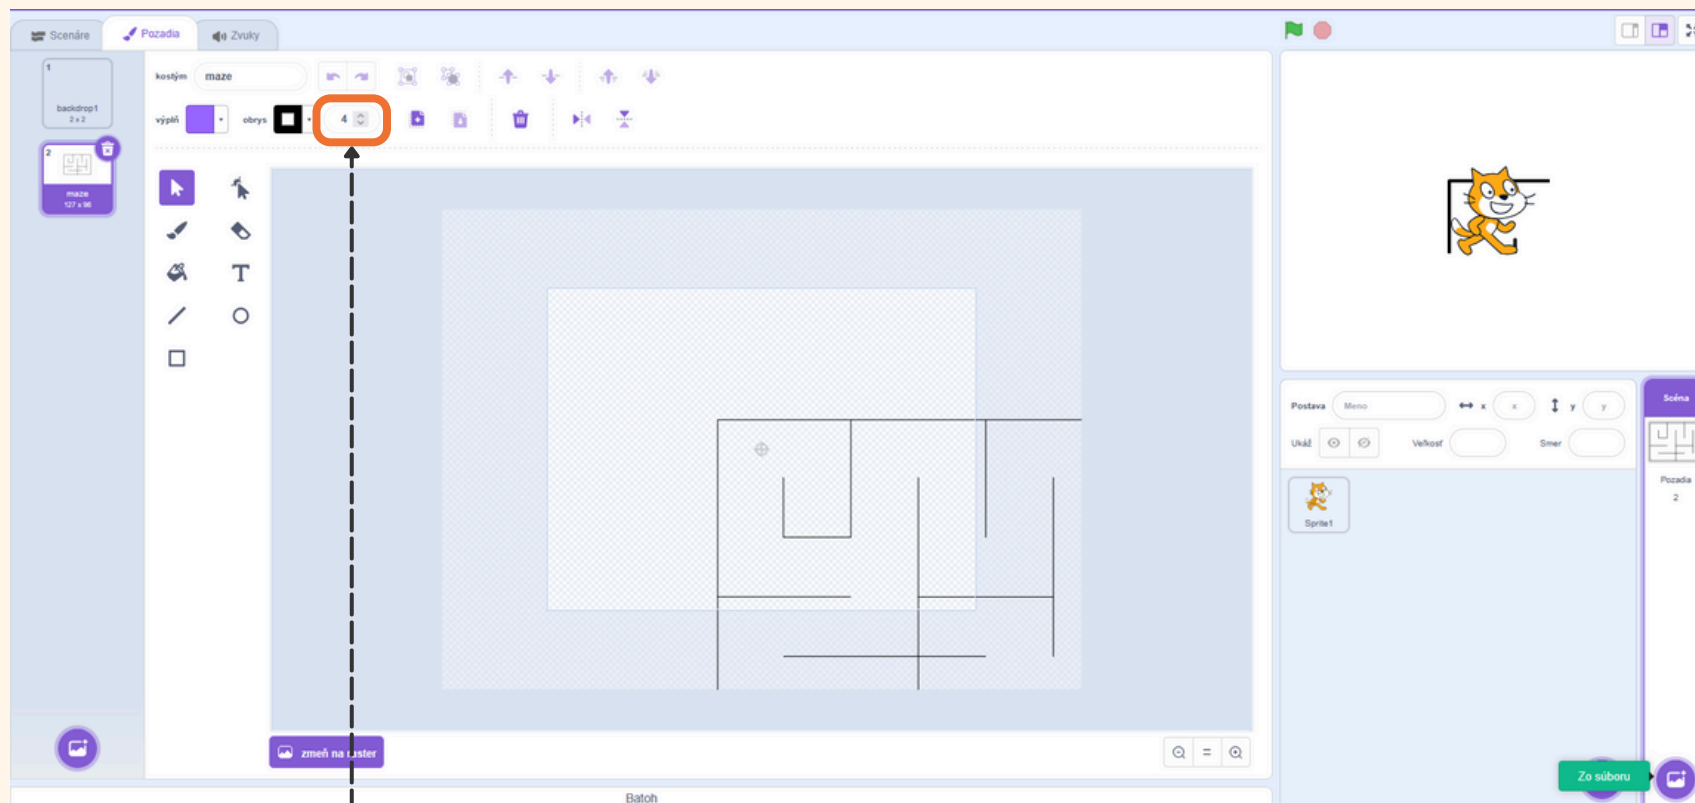 Scenáre
Pozadia
Zvuky
1
backdrop1
2 x 2
2
maze
127 x 96
kostým
maze
výplň
obrys
4
T
zmeň na raster
=
Batoh
Postava
Meno
x
x
y
y
Ukáž
Veľkosť
Smer
Sprite1
Scéna
Pozadia
2
Zo súboru